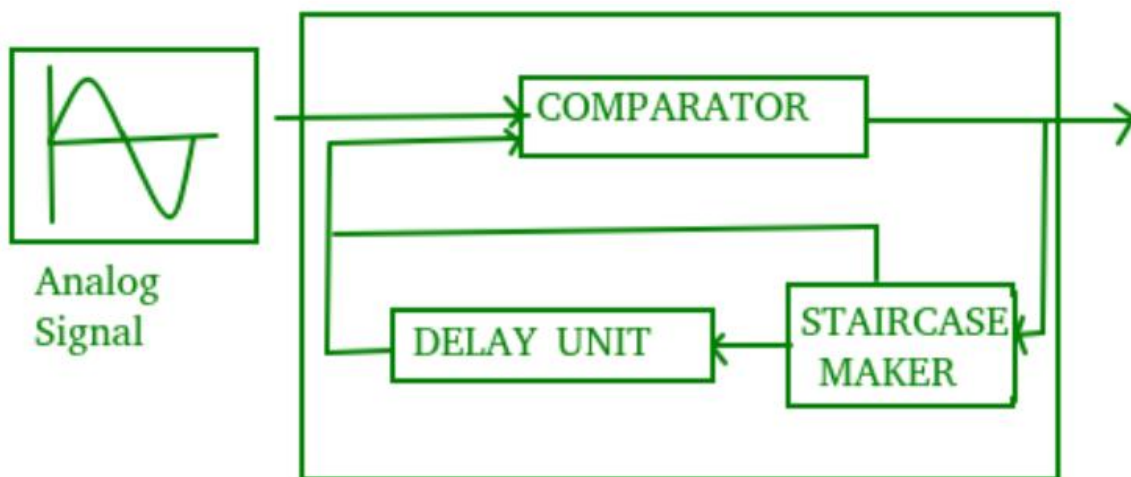 COMPARATOR
Analog
Signal
DELAY UNIT
STAIRCASE
MAKER